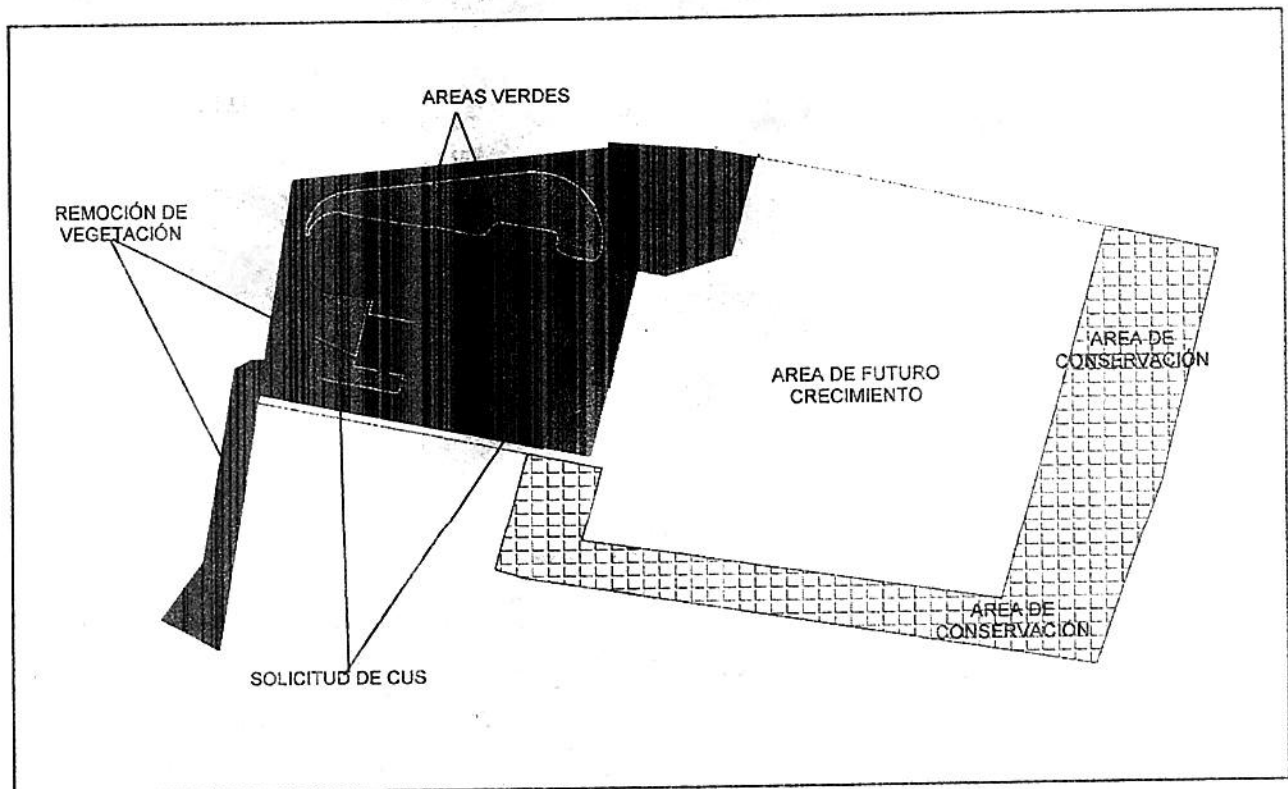 AREAS VERDES
REMOCIÓN DE
VEGETACIÓN
AREA DE FUTURO
CRECIMIENTO
AREA DE
CONSERVACIÓN
AREA DE
CONSERVACIÓN
SOLICITUD DE CUS